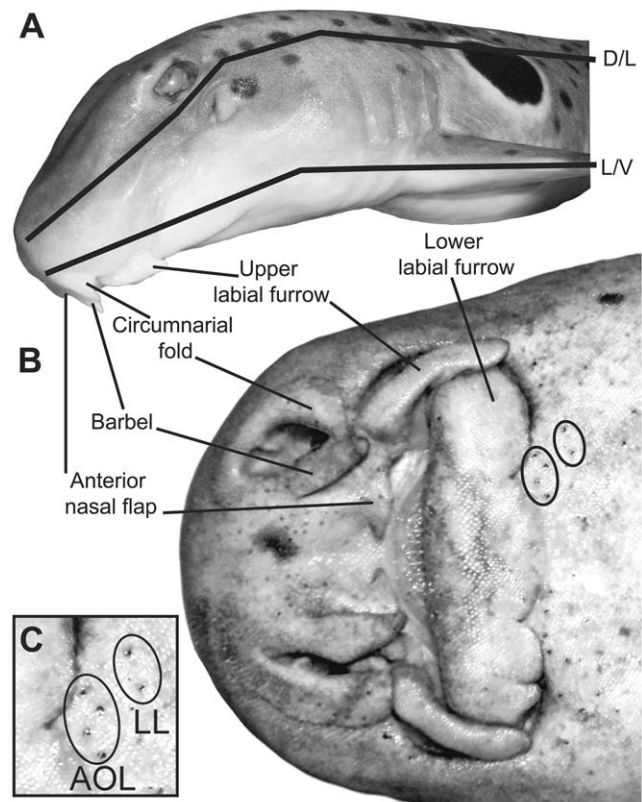 A
D/L
L/V
Upper
labial furrow
Lower
labial furrow
Circumnarial
fold
B
Barbel
Anterior
nasal flap
C
LL
AOL